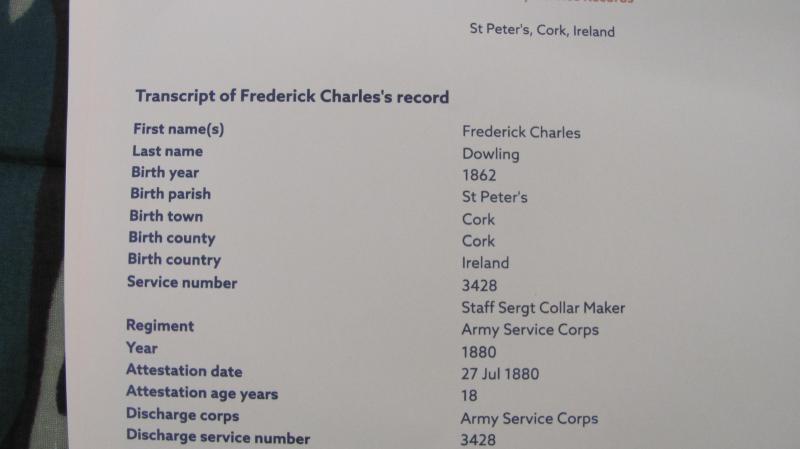 Records
St Peter's, Cork, Ireland
Transcript of Frederick Charles's record
First name(s) Frederick Charles
Last name Dowling
Birth year 1862
Birth parish St Peter's
Birth town Cork
Birth county Cork
Birth country Ireland
Service number 3428
Staff Sergt Collar Maker
Regiment Army Service Corps
Year 1880
Attestation date 27 Jul 1880
Attestation age years 18
Discharge corps Army Service Corps
Discharge service number 3428